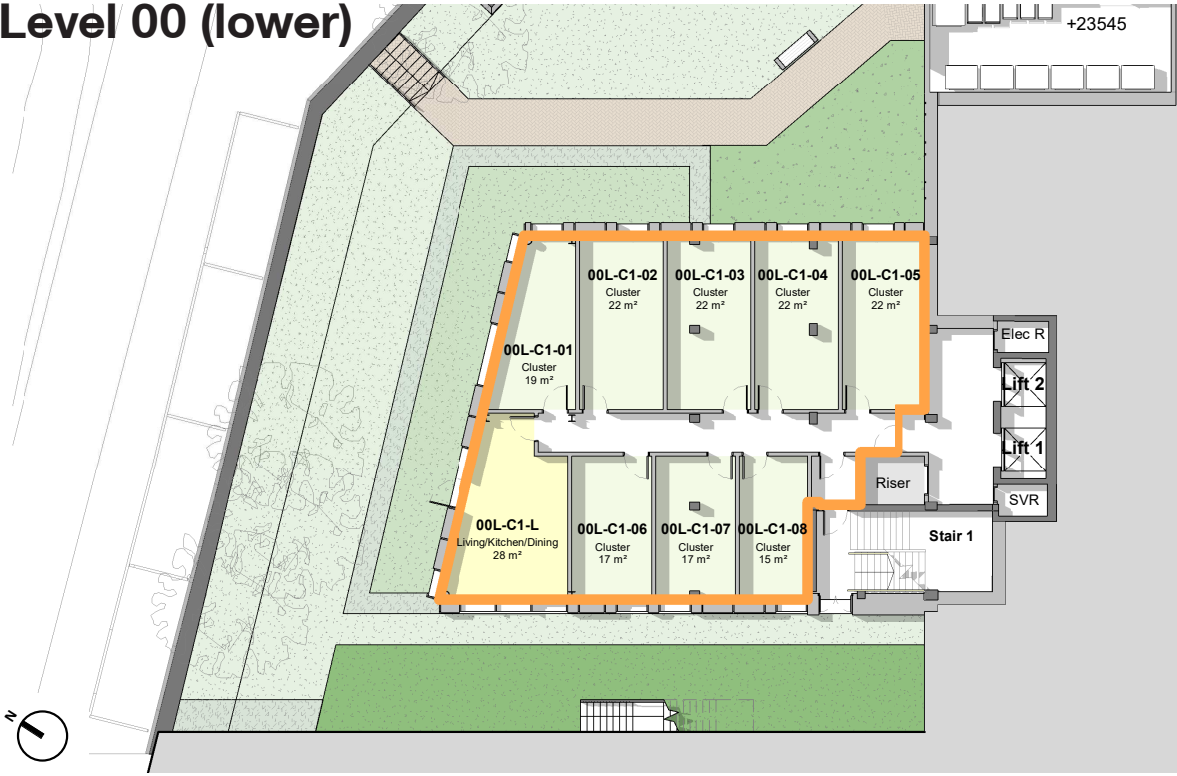 Level 00 (lower)
+23545
00L-C1-01
Cluster
19 m²
00L-C1-02
Cluster
22 m²
00L-C1-03
Cluster
22 m²
00L-C1-04
Cluster
22 m²
00L-C1-05
Cluster
22 m²
Elec R
Lift 2
Lift 1
SVR
Riser
Stair 1
00L-C1-L
Living/Kitchen/Dining
28 m²
00L-C1-06
Cluster
17 m²
00L-C1-07
Cluster
17 m²
00L-C1-08
Cluster
15 m²
N